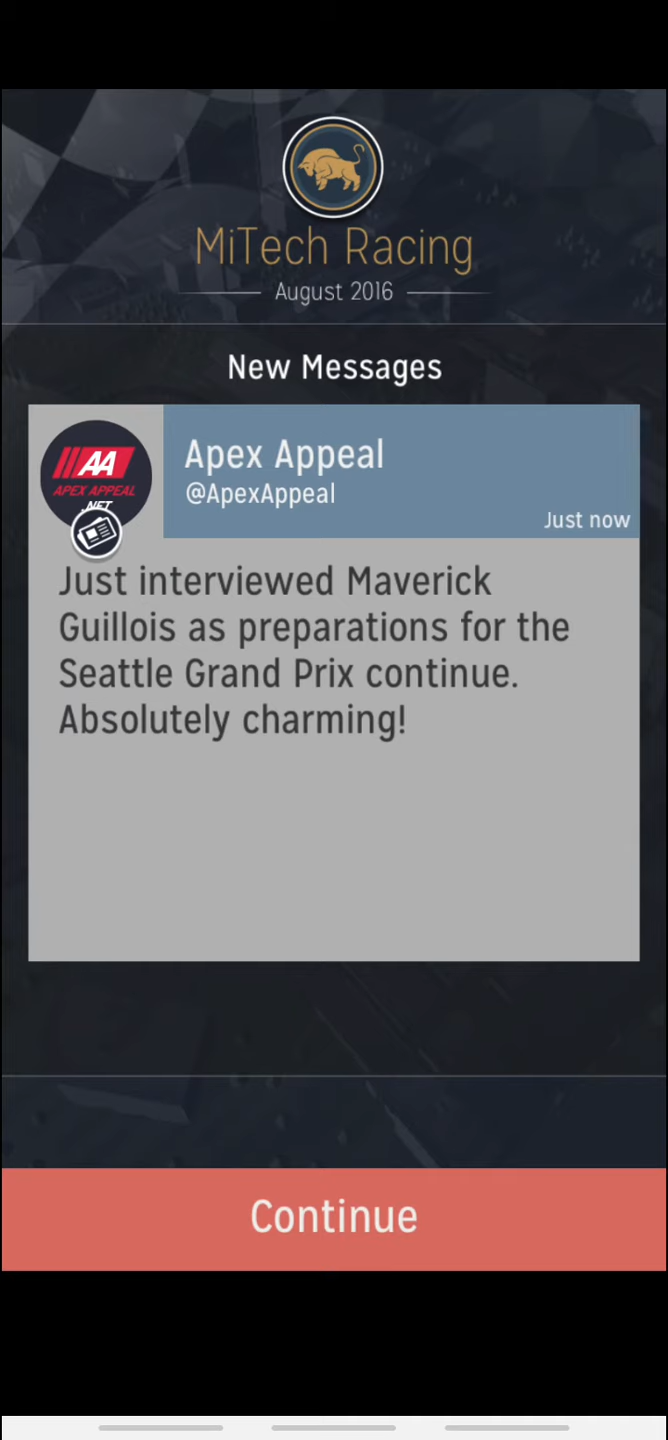 MiTech Racing
August 2016
New Messages
AA
APEX APPEAL
.NET
Apex Appeal
@ApexAppeal
Just now
Just interviewed Maverick
Guillois as preparations for the
Seattle Grand Prix continue.
Absolutely charming!
Continue